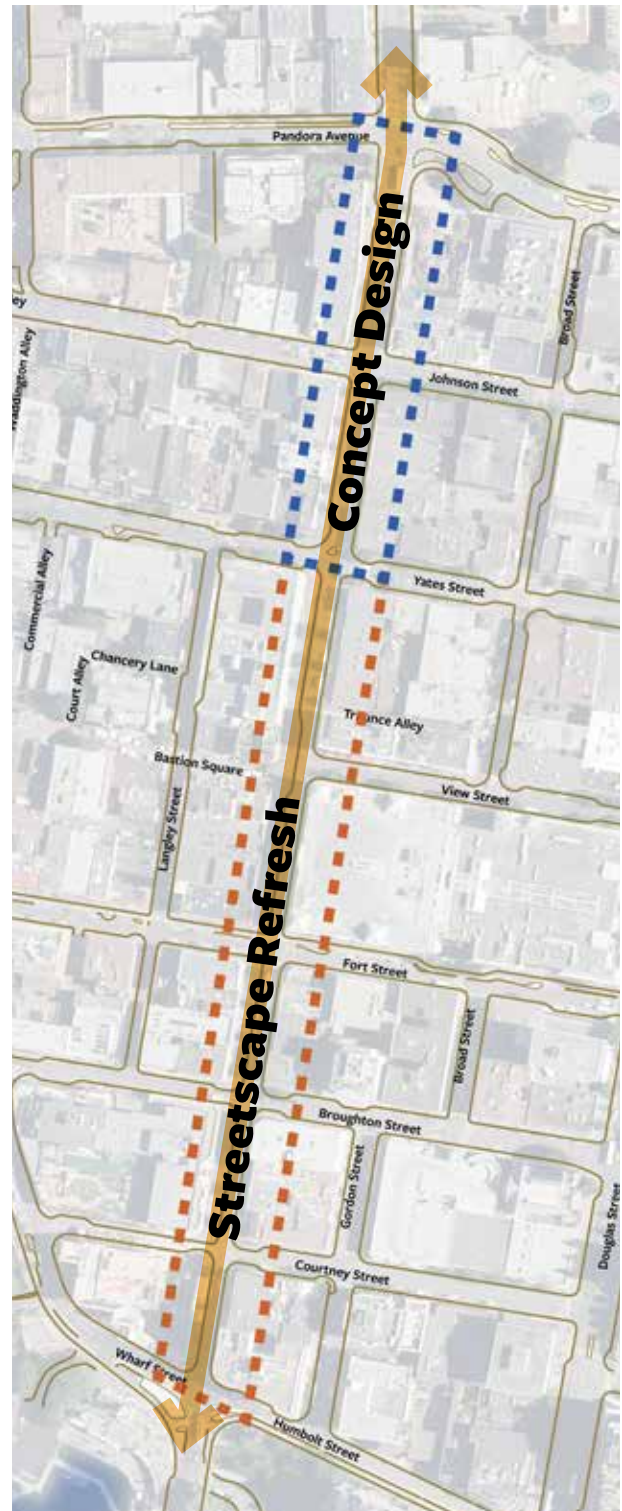 Pandora Avenue
Concept Design
Broad Street
ey
Johnson Street
Waddington Alley
Commercial Alley
Yates Street
Chancery Lane
Court Alley
Trounce Alley
Bastion Square
View Street
Langley Street
Streetscape Refresh
Fort Street
Broad Street
Broughton Street
Gordon Street
Douglas Street
Courtney Street
Wharf Street
Humbolt Street